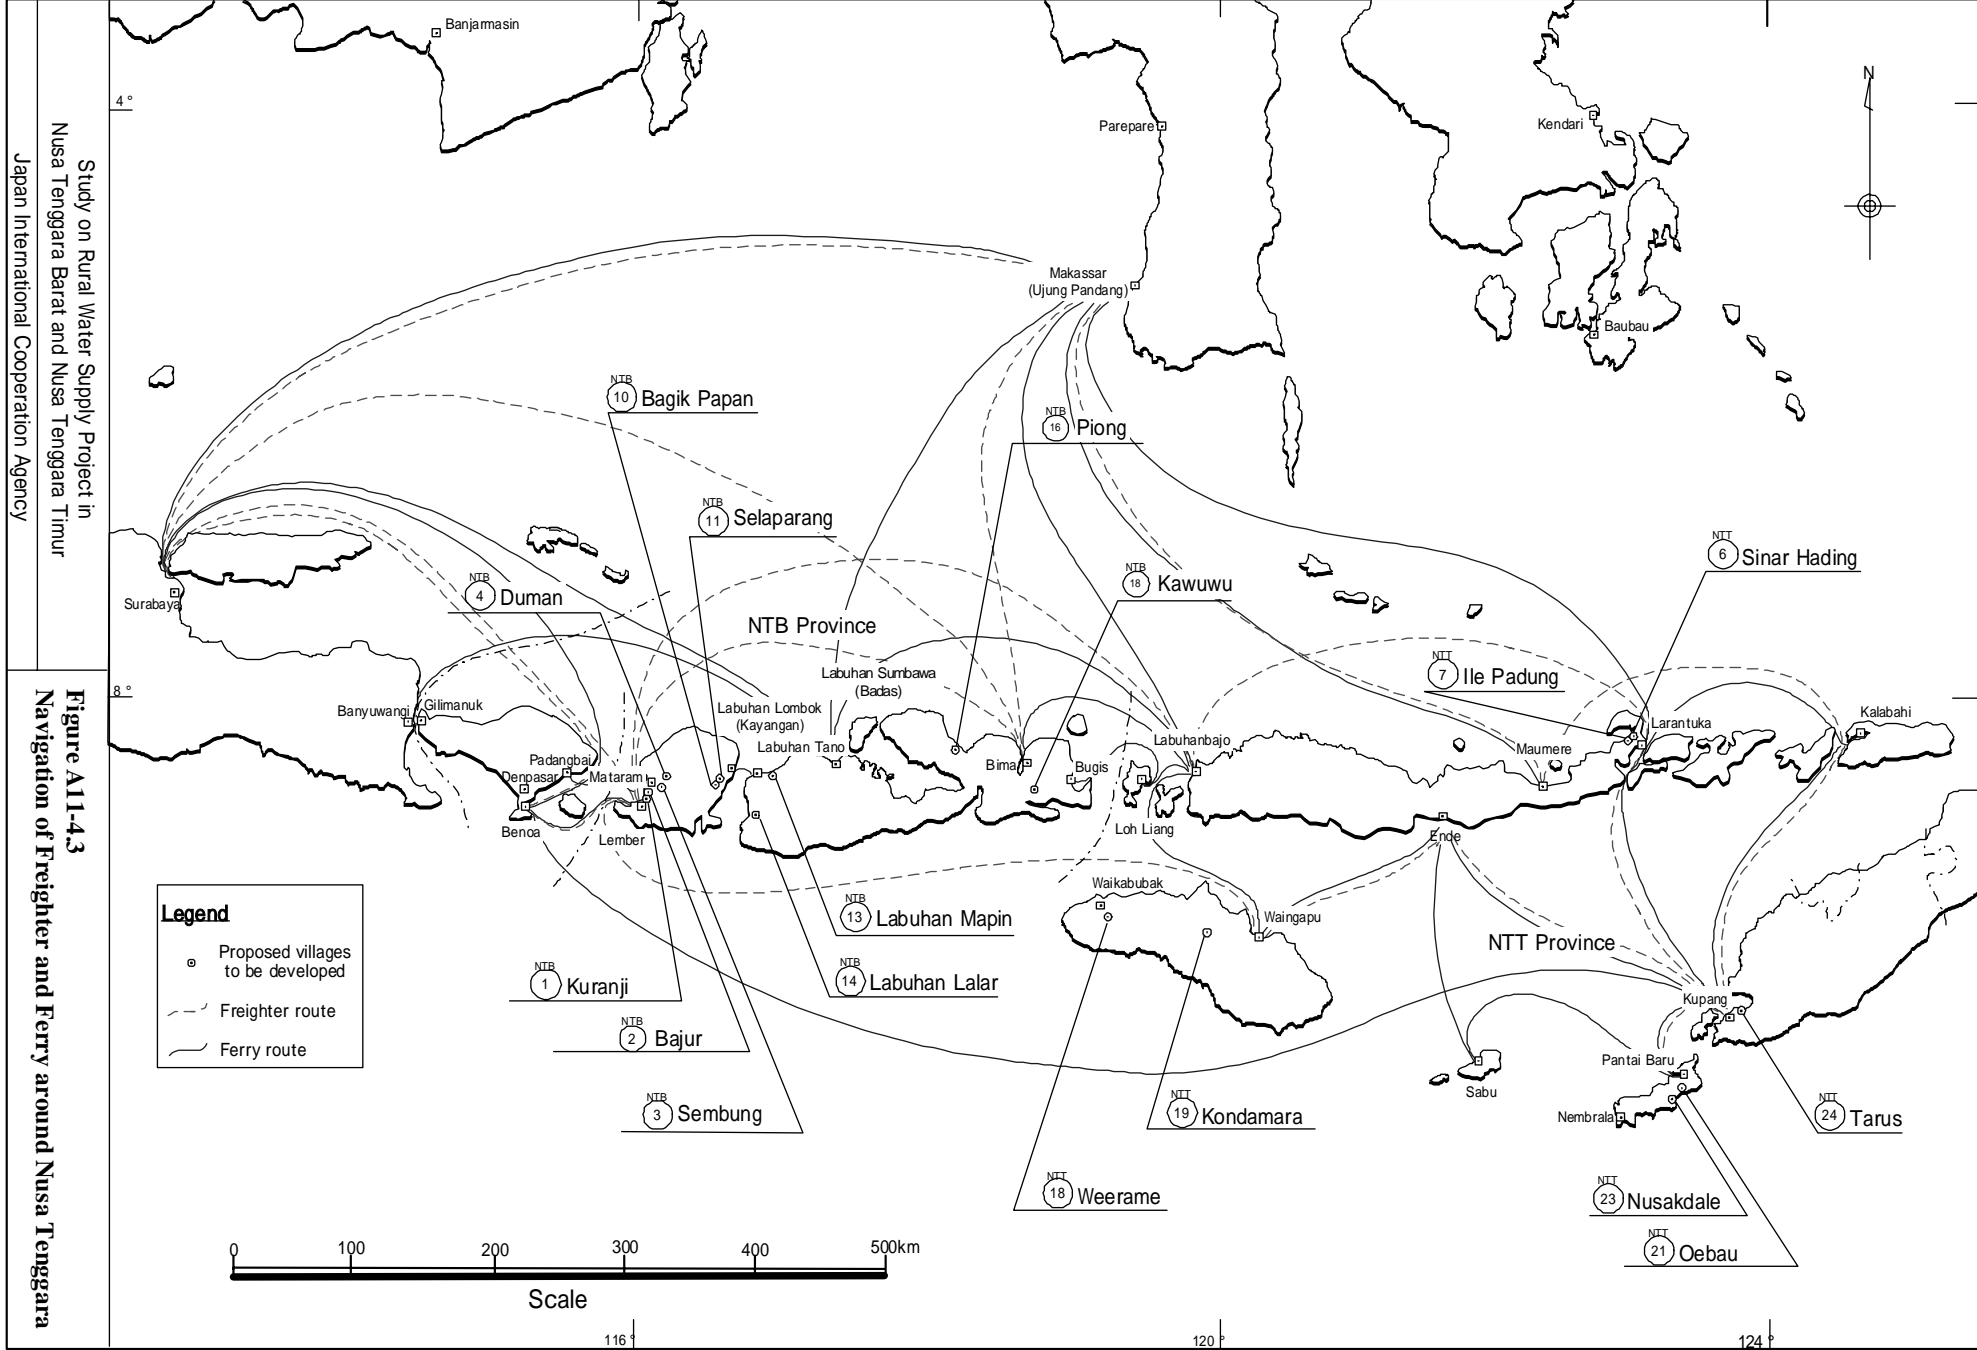 Study on Rural Water Supply Project in
Nusa Tenggara Barat and Nusa Tenggara Timur
Japan International Cooperation Agency
Figure A11-4.3
Navigation of Freighter and Ferry around Nusa Tenggara
Banjarmasin
4°
Parepare
Kendari
N
Makassar
(Ujung Pandang)
Baubau
NTB
10
Bagik Papan
NTB
16
Piong
NTB
11
Selaparang
NTT
6
Sinar Hading
NTB
4
Duman
NTB
18
Kawuwu
Surabaya
NTB Province
NTT
7
Ile Padung
Labuhan Sumbawa
(Badas)
8°
Banyuwangi
Gilimanuk
Labuhan Lombok
(Kayangan)
Labuhan Tano
Labuhanbajo
Larantuka
Kalabahi
Maumere
Padangbai
Denpasar
Mataram
Bima
Bugis
Benoa
Lember
Loh Liang
Ende
Waikabubak
Waingapu
Legend
Proposed villages
to be developed
Freighter route
Ferry route
NTB
13
Labuhan Mapin
NTB
14
Labuhan Lalar
NTB
1
Kuranji
NTB
2
Bajur
NTB
3
Sembung
NTT Province
Kupang
Pantai Baru
Sabu
Nembrala
NTT
19
Kondamara
NTT
24
Tarus
NTT
18
Weerame
NTT
23
Nusakdale
NTT
21
Oebau
0 100 200 300 400 500km
Scale
116° 120° 124°